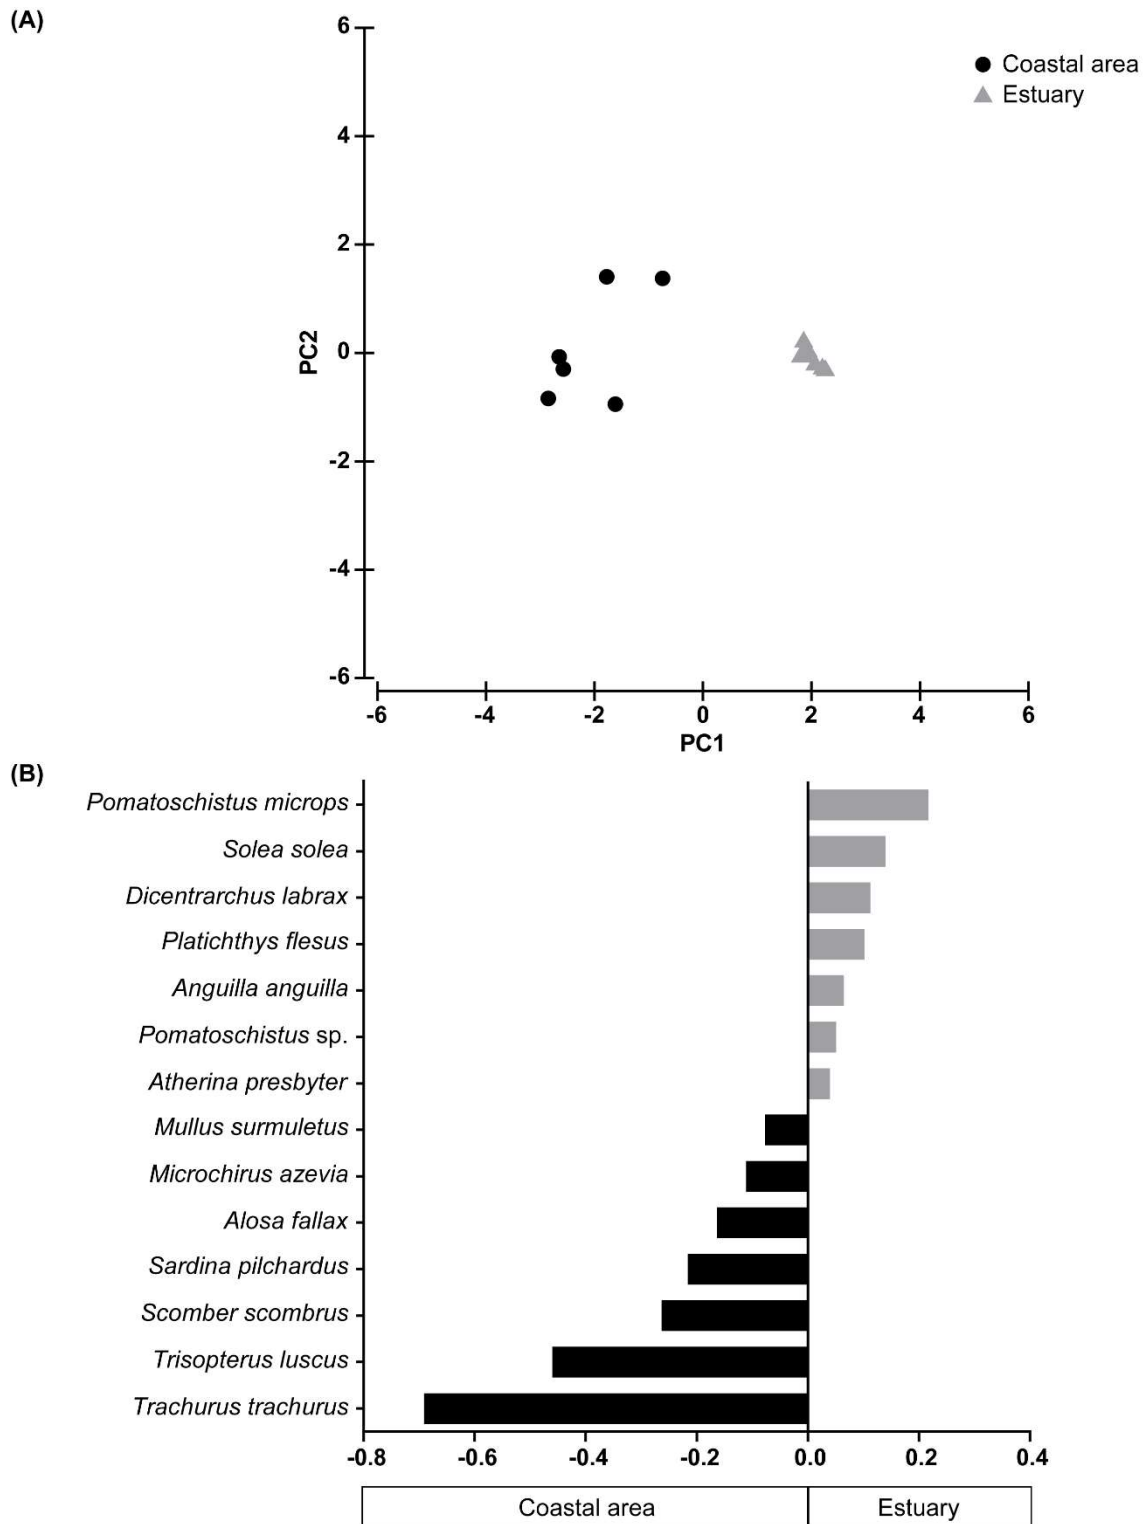 (A)
6
4
2
0
-2
-4
-6
PC2
Coastal area
Estuary
-6 -4 -2 0 2 4 6
PC1
(B)
Pomatoschistus microps
Solea solea
Dicentrarchus labrax
Platichthys flesus
Anguilla anguilla
Pomatoschistus sp.
Atherina presbyter
Mullus surmuletus
Microchirus azevia
Alosa fallax
Sardina pilchardus
Scomber scombrus
Trisopterus luscus
Trachurus trachurus
-0.8 -0.6 -0.4 -0.2 0.0 0.2 0.4
Coastal area Estuary